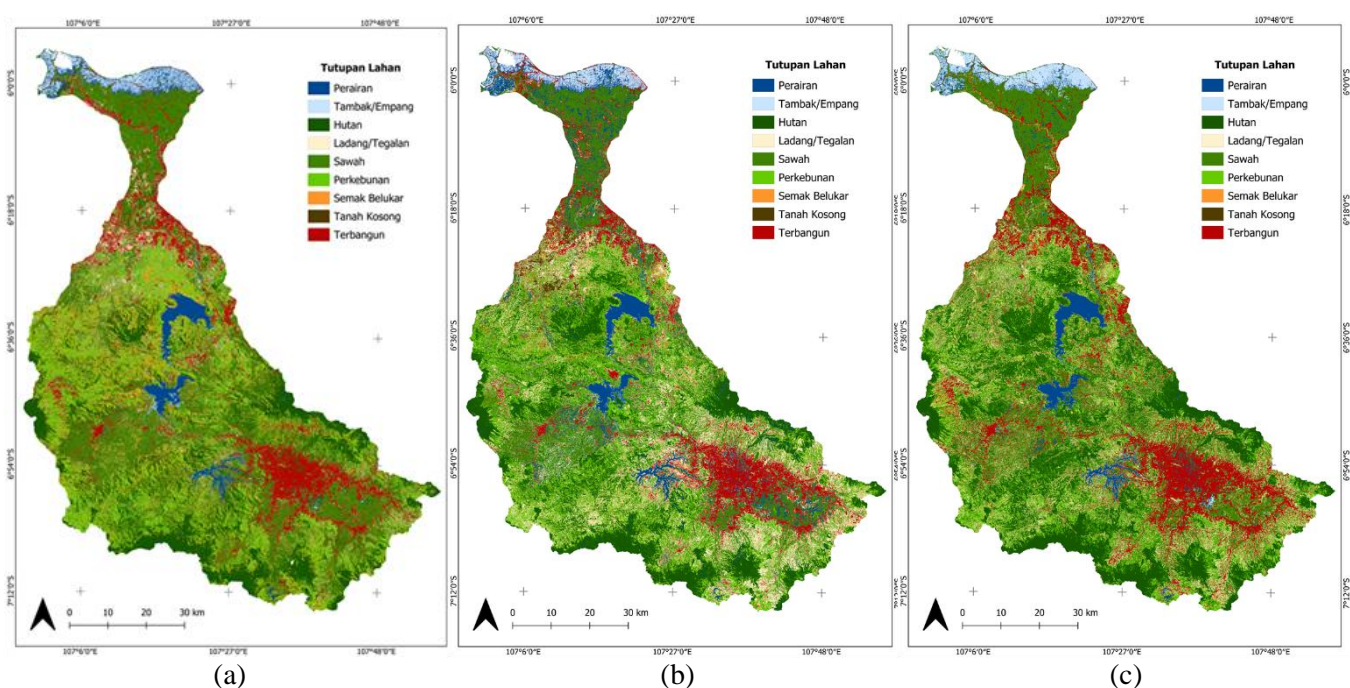 107°6'0"E 107°27'0"E 107°48'0"E
6°0'0"S
6°18'0"S
6°36'0"S
6°54'0"S
7°12'0"S
Tutupan Lahan
Perairan
Tambak/Empang
Hutan
Ladang/Tegalan
Sawah
Perkebunan
Semak Belukar
Tanah Kosong
Terbangun
0 10 20 30 km
107°6'0"E 107°27'0"E 107°48'0"E
(a)
107°6'0"E 107°27'0"E 107°48'0"E
6°0'0"S
6°18'0"S
6°36'0"S
6°54'0"S
7°12'0"S
Tutupan Lahan
Perairan
Tambak/Empang
Hutan
Ladang/Tegalan
Sawah
Perkebunan
Semak Belukar
Tanah Kosong
Terbangun
0 10 20 30 km
107°6'0"E 107°27'0"E 107°48'0"E
(b)
107°6'0"E 107°27'0"E 107°48'0"E
Tutupan Lahan
Perairan
Tambak/Empang
Hutan
Ladang/Tegalan
Sawah
Perkebunan
Semak Belukar
Tanah Kosong
Terbangun
6°0'0"S
6°18'0"S
6°36'0"S
6°54'0"S
7°12'0"S
0 10 20 30 km
107°6'0"E 107°27'0"E 107°48'0"E
(c)